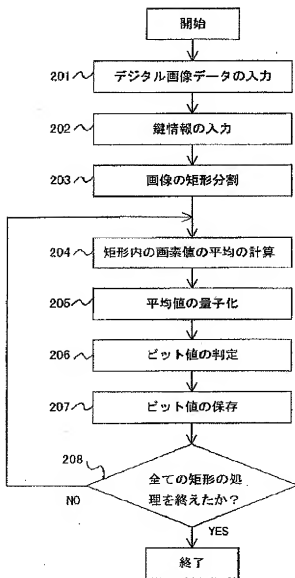 開始
201
デジタル画像データの入力
202
鍵情報の入力
203
画像の矩形分割
204
矩形内の画素値の平均の計算
205
平均値の量子化
206
ビット値の判定
207
ビット値の保存
208
全ての矩形の処
理を終えたか?
NO
YES
終了